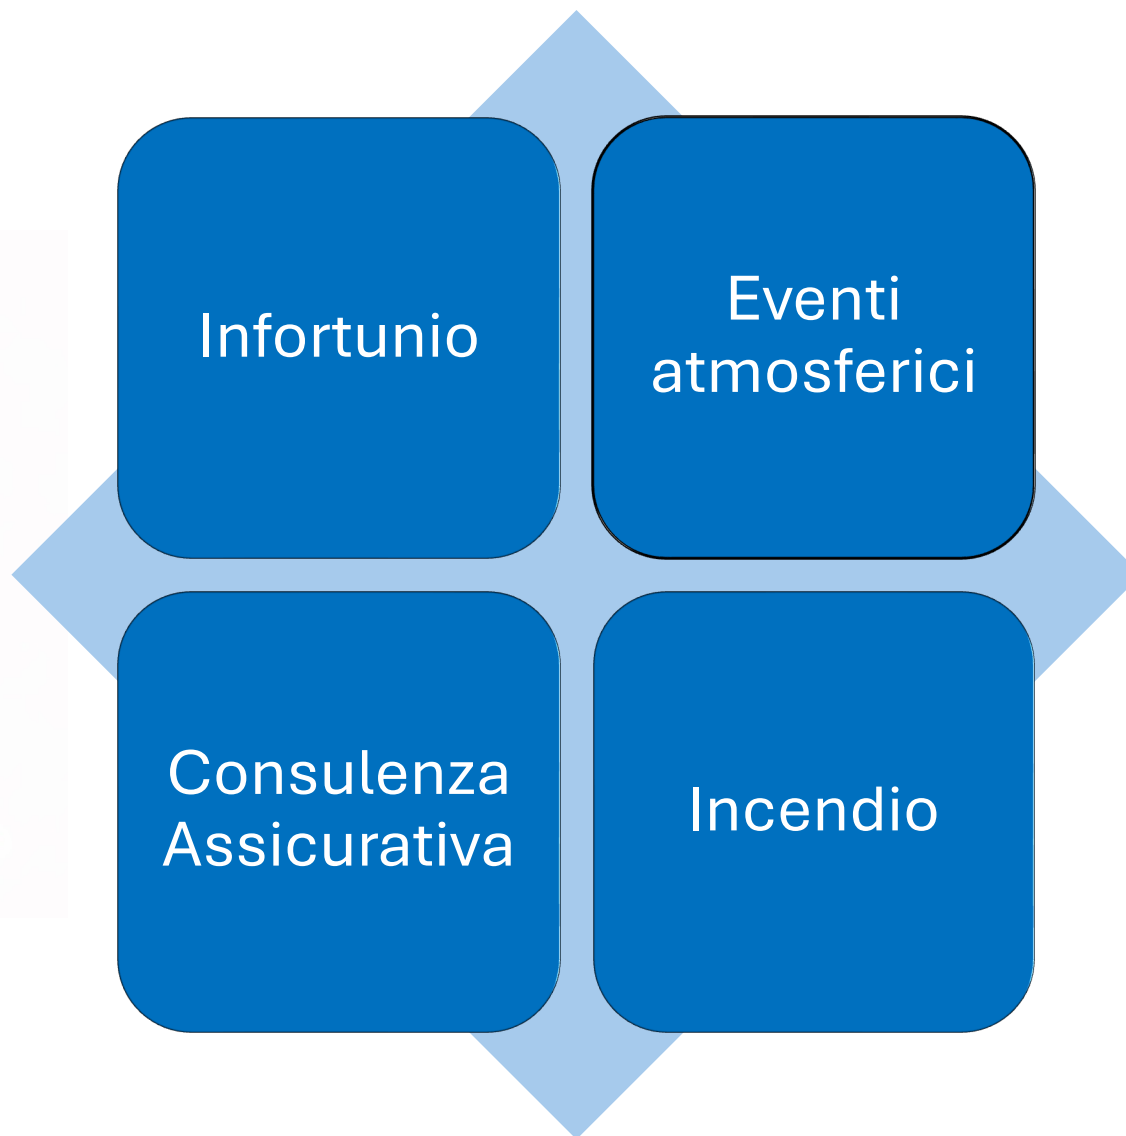 Infortunio
Eventi
atmosferici
Consulenza
Assicurativa
Incendio